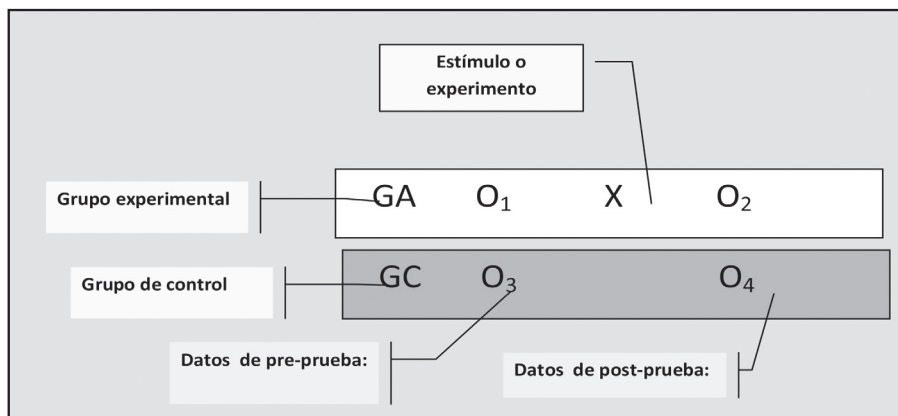 Estímulo o
experimento
Grupo experimental
GA O₁ X O₂
Grupo de control
GC O₃ O₄
Datos de pre-prueba:
Datos de post-prueba: